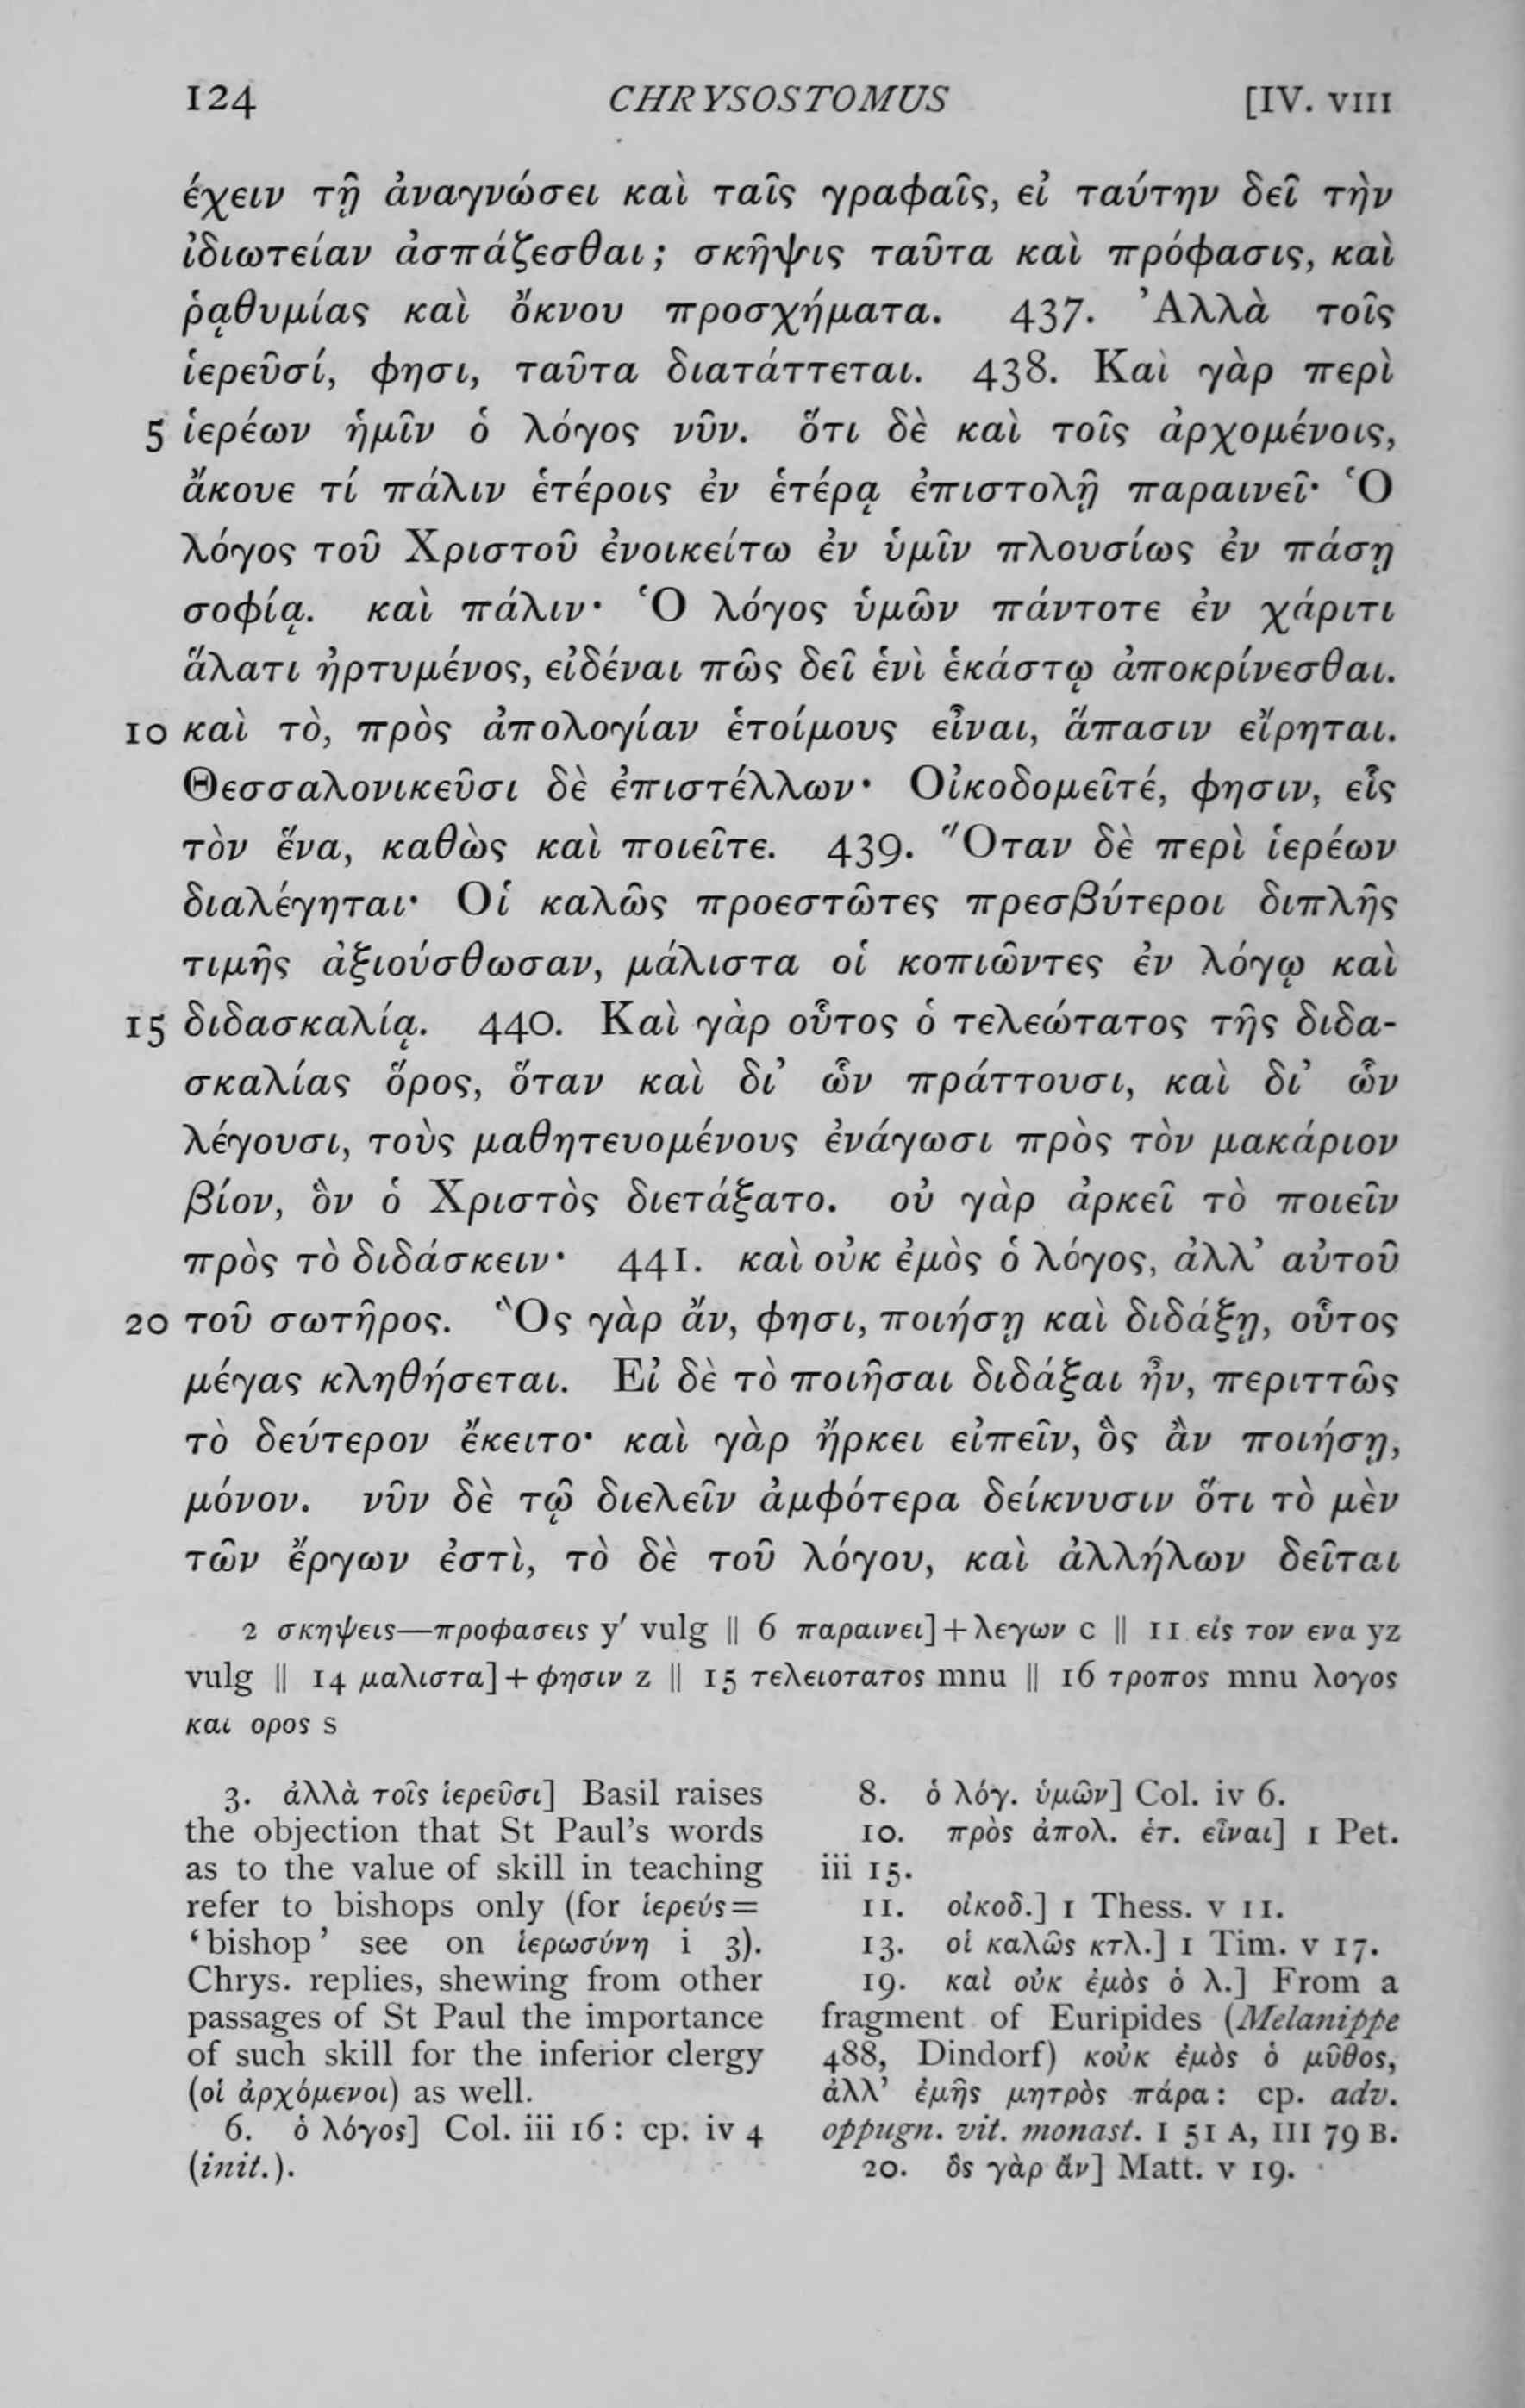 124 CHRYSOSTOMUS [IV. VIII
έχειν τῇ ἀναγνώσει καὶ ταῖς γραφαῖς, εἰ ταύτην δεῖ τὴν
ἰδιωτείαν ἀσπάζεσθαι; σκῆψις ταῦτα καὶ πρόφασις, καὶ
ῥᾳθυμίας καὶ ὄκνου προσχήματα. 437. Ἀλλὰ τοῖς
ἱερεῦσί, φησι, ταῦτα διατάττεται. 438. Καὶ γὰρ περὶ
5 ἱερέων ἡμῖν ὁ λόγος νῦν. ὅτι δὲ καὶ τοῖς ἀρχομένοις,
ἄκουε τί πάλιν ἑτέροις ἐν ἑτέρᾳ ἐπιστολῇ παραινεῖ· Ὁ
λόγος τοῦ Χριστοῦ ἐνοικείτω ἐν ὑμῖν πλουσίως ἐν πάσῃ
σοφίᾳ. καὶ πάλιν· Ὁ λόγος ὑμῶν πάντοτε ἐν χάριτι
ἅλατι ἠρτυμένος, εἰδέναι πῶς δεῖ ἑνὶ ἑκάστῳ ἀποκρίνεσθαι.
10 καὶ τὸ, πρὸς ἀπολογίαν ἑτοίμους εἶναι, ἅπασιν εἴρηται.
Θεσσαλονικεῦσι δὲ ἐπιστέλλων· Οἰκοδομεῖτέ, φησιν, εἷς
τὸν ἕνα, καθὼς καὶ ποιεῖτε. 439. Ὅταν δὲ περὶ ἱερέων
διαλέγηται· Οἱ καλῶς προεστῶτες πρεσβύτεροι διπλῆς
τιμῆς ἀξιούσθωσαν, μάλιστα οἱ κοπιῶντες ἐν λόγῳ καὶ
15 διδασκαλίᾳ. 440. Καὶ γὰρ οὗτος ὁ τελεώτατος τῆς διδα-
σκαλίας ὅρος, ὅταν καὶ δι’ ὧν πράττουσι, καὶ δι’ ὧν
λέγουσι, τοὺς μαθητευομένους ἐνάγωσι πρὸς τὸν μακάριον
βίον, ὃν ὁ Χριστὸς διετάξατο. οὐ γὰρ ἀρκεῖ τὸ ποιεῖν
πρὸς τὸ διδάσκειν· 441. καὶ οὐκ ἐμὸς ὁ λόγος, ἀλλ’ αὐτοῦ
20 τοῦ σωτῆρος. Ὃς γὰρ ἄν, φησι, ποιήσῃ καὶ διδάξῃ, οὗτος
μέγας κληθήσεται. Εἰ δὲ τὸ ποιῆσαι διδάξαι ἦν, περιττῶς
τὸ δεύτερον ἔκειτο· καὶ γὰρ ἤρκει εἰπεῖν, ὃς ἂν ποιήσῃ,
μόνον. νῦν δὲ τῷ διελεῖν ἀμφότερα δείκνυσιν ὅτι τὸ μὲν
τῶν ἔργων ἐστὶ, τὸ δὲ τοῦ λόγου, καὶ ἀλλήλων δεῖται
2 σκηψεις—προφασεις y′ vulg || 6 παραινει]+λεγων c || 11 εἰς τον ενα yz
vulg || 14 μαλιστα]+φησιν z || 15 τελειοτατος mnu || 16 τροπος mnu λογος
και ορος s
3. ἀλλὰ τοῖς ἱερεῦσι] Basil raises
the objection that St Paul’s words
as to the value of skill in teaching
refer to bishops only (for ἱερεύς=
‘bishop’ see on ἱερωσύνη i 3).
Chrys. replies, shewing from other
passages of St Paul the importance
of such skill for the inferior clergy
(οἱ ἀρχόμενοι) as well.
6. ὁ λόγος] Col. iii 16: cp. iv 4
(init.).
8. ὁ λόγ. ὑμῶν] Col. iv 6.
10. πρὸς ἀπολ. ἑτ. εἶναι] 1 Pet.
iii 15.
11. οἰκοδ.] 1 Thess. v 11.
13. οἱ καλῶς κτλ.] 1 Tim. v 17.
19. καὶ οὐκ ἐμὸς ὁ λ.] From a
fragment of Euripides (Melanippe
488, Dindorf) κοὐκ ἐμὸς ὁ μῦθος,
ἀλλ’ ἐμῆς μητρὸς πάρα: cp. adv.
oppugn. vit. monast. I 51 A, III 79 B.
20. ὃς γὰρ ἄν] Matt. v 19.